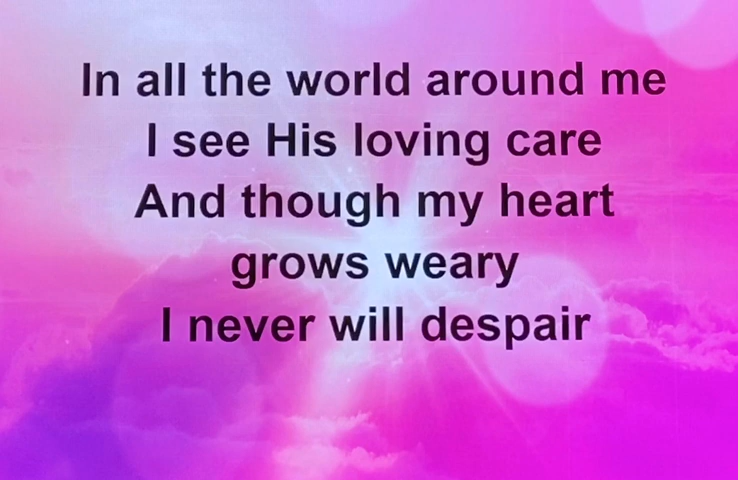 In all the world around me
I see His loving care
And though my heart
grows weary
I never will despair